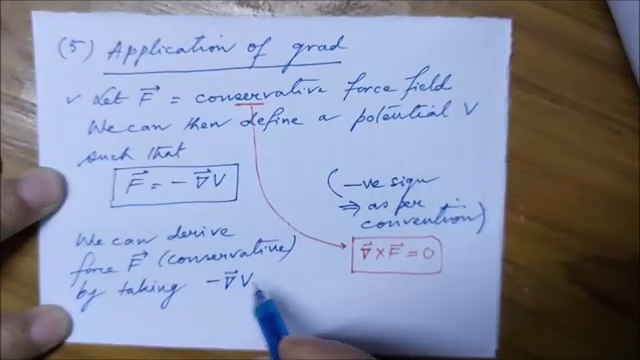 (5) Application of grad
✓ Let F⃗ = conservative force field
We can then define a potential V
such that
F⃗ = - ∇⃗V
(-ve sign
⇒ as per
convention)
∇⃗ × F⃗ = 0
We can derive
force F⃗ (conservative)
by taking - ∇⃗V